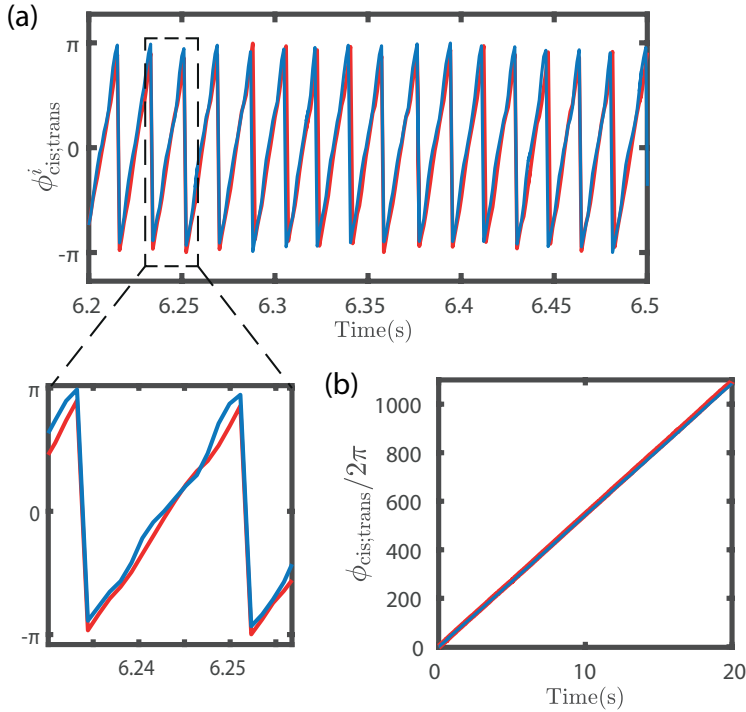 (a)
π
0
-π
ϕ^i_cis;trans
6.2 6.25 6.3 6.35 6.4 6.45 6.5
Time(s)
π
0
-π
6.24 6.25
(b)
1000
800
600
400
200
0
ϕ_cis;trans/2π
0 10 20
Time(s)